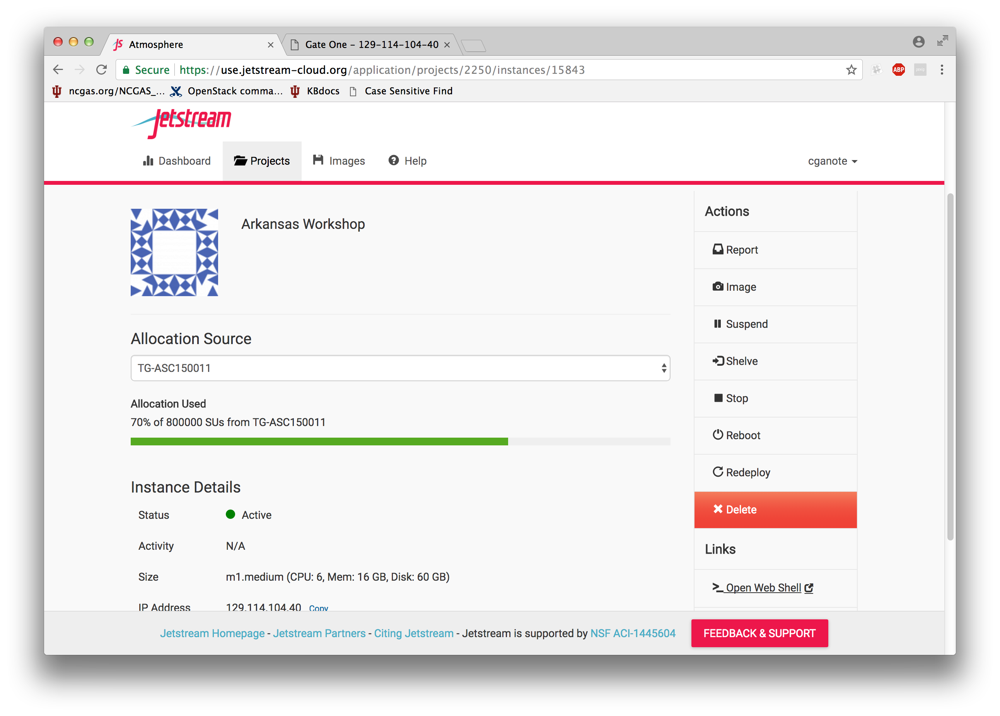 Atmosphere
Gate One - 129-114-104-40
Secure https://use.jetstream-cloud.org/application/projects/2250/instances/15843
ABP
ncgas.org/NCGAS_... OpenStack comma... KBdocs Case Sensitive Find
Jetstream
Dashboard Projects Images Help cganote
Arkansas Workshop
Allocation Source
TG-ASC150011
Allocation Used
70% of 800000 SUs from TG-ASC150011
Instance Details
Status Active
Activity N/A
Size m1.medium (CPU: 6, Mem: 16 GB, Disk: 60 GB)
IP Address 129.114.104.40 Copy
Actions
Report
Image
Suspend
Shelve
Stop
Reboot
Redeploy
Delete
Links
Open Web Shell
Jetstream Homepage - Jetstream Partners - Citing Jetstream - Jetstream is supported by NSF ACI-1445604
FEEDBACK & SUPPORT